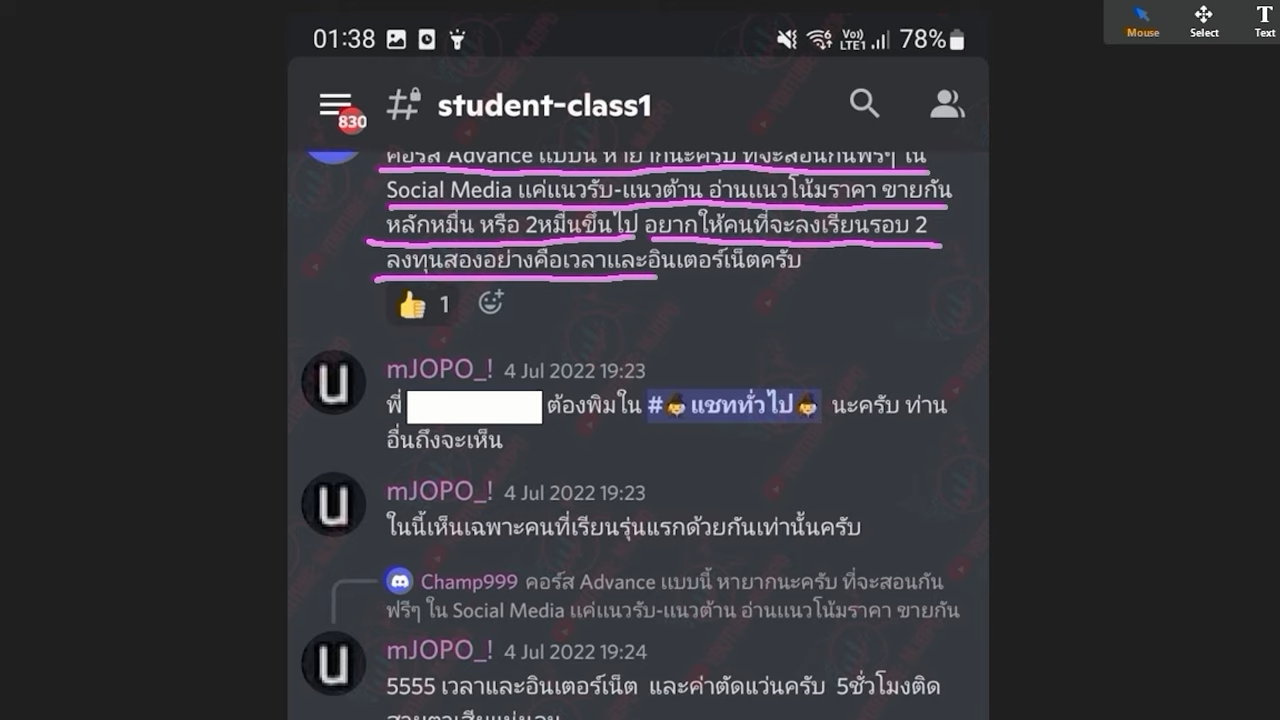 Mouse
Select
Text
01:38
Vo))
LTE1
78%
830
student-class1
คอร์ส Advance แบบนี้ หายากนะครับ ที่จะสอนกันฟรีๆ ใน
Social Media แค่แนวรับ-แนวต้าน อ่านแนวโน้มราคา ขายกัน
หลักหมื่น หรือ 2หมื่นขึ้นไป อยากให้คนที่จะลงเรียนรอบ 2
ลงทุนสองอย่างคือเวลาและอินเตอร์เน็ตครับ
1
mJOPO_! 4 Jul 2022 19:23
พี่ ต้องพิมใน #แชททั่วไป นะครับ ท่าน
อื่นถึงจะเห็น
mJOPO_! 4 Jul 2022 19:23
ในนี้เห็นเฉพาะคนที่เรียนรุ่นแรกด้วยกันเท่านั้นครับ
Champ999 คอร์ส Advance แบบนี้ หายากนะครับ ที่จะสอนกัน
ฟรีๆ ใน Social Media แค่แนวรับ-แนวต้าน อ่านแนวโน้มราคา ขายกัน
mJOPO_! 4 Jul 2022 19:24
5555 เวลาและอินเตอร์เน็ต และค่าตัดแว่นครับ 5ชั่วโมงติด